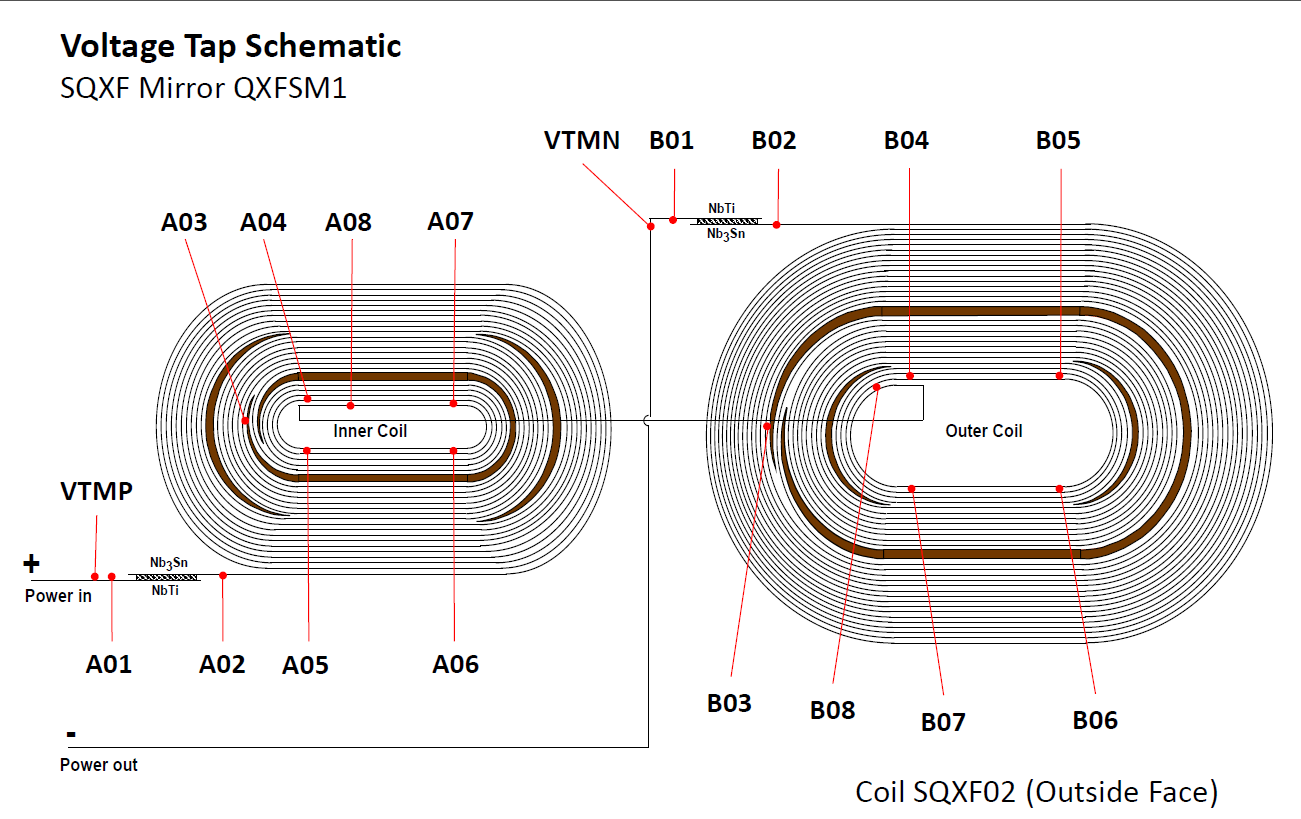 Voltage Tap Schematic
SQXF Mirror QXFSM1
VTMN B01 B02 B04 B05
NbTi
Nb3Sn
A03 A04 A08 A07
Inner Coil
Outer Coil
VTMP
+
Nb3Sn
NbTi
Power in
A01 A02 A05 A06
B03 B08 B07 B06
-
Power out
Coil SQXF02 (Outside Face)